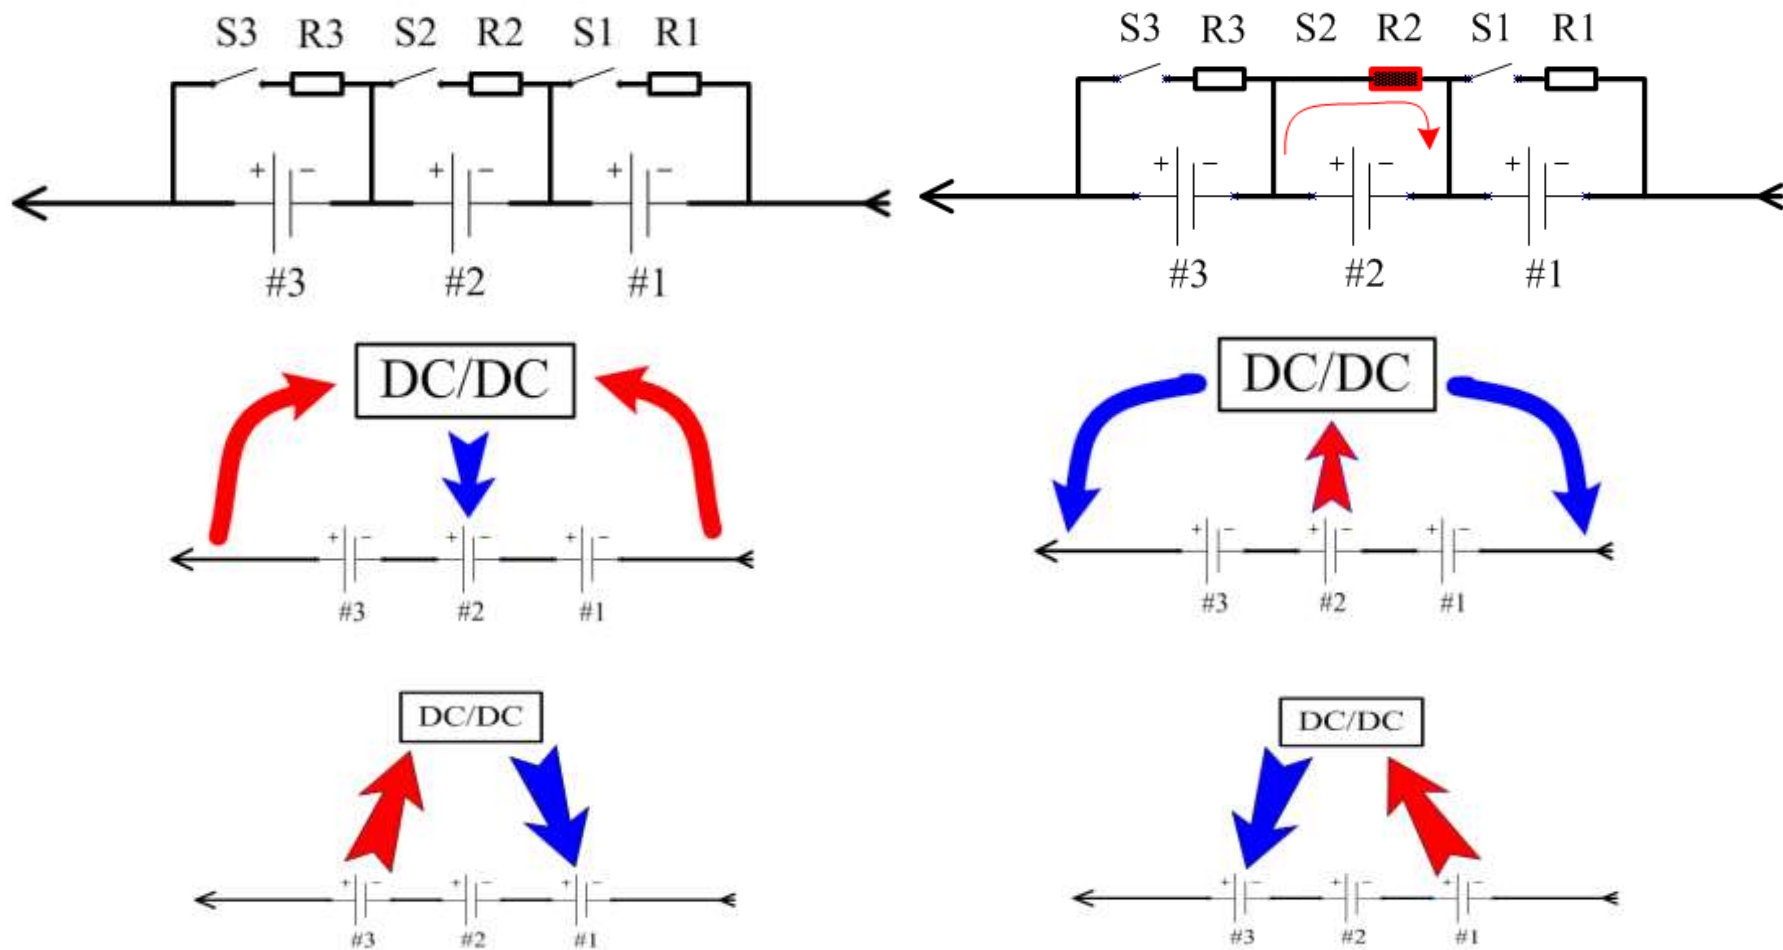 S3 R3 S2 R2 S1 R1
+ − + − + −
#3 #2 #1
S3 R3 S2 R2 S1 R1
+ − + − + −
#3 #2 #1
DC/DC
+ − + − + −
#3 #2 #1
DC/DC
+ − + − + −
#3 #2 #1
DC/DC
+ − + − + −
#3 #2 #1
DC/DC
+ − + − + −
#3 #2 #1